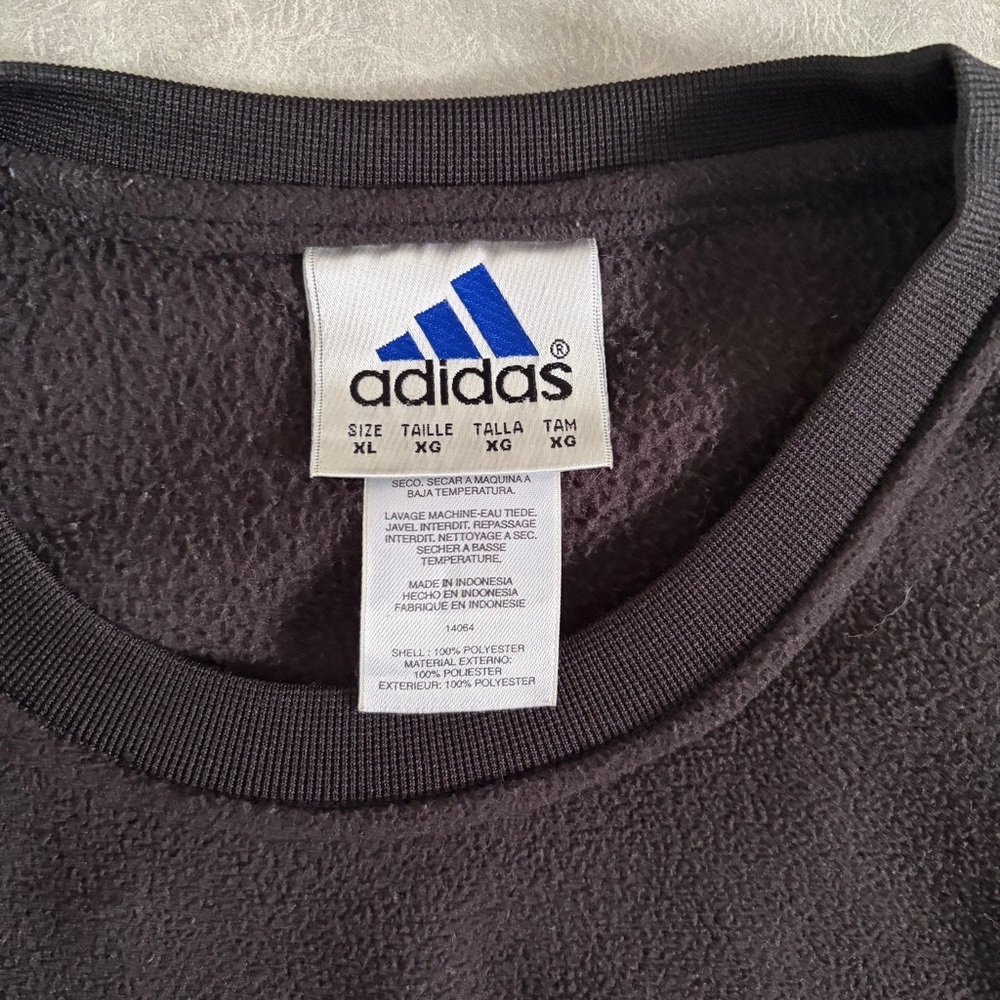 adidas®
SIZE TAILLE TALLA TAM
XL XG XG XG
SECO. SECAR A MAQUINA A
BAJA TEMPERATURA.
LAVAGE MACHINE-EAU TIEDE.
JAVEL INTERDIT. REPASSAGE
INTERDIT. NETTOYAGE A SEC.
SECHER A BASSE
TEMPERATURE.
MADE IN INDONESIA
HECHO EN INDONESIA
FABRIQUE EN INDONESIE
14064
SHELL : 100% POLYESTER
MATERIAL EXTERNO:
100% POLIESTER
EXTERIEUR: 100% POLYESTER